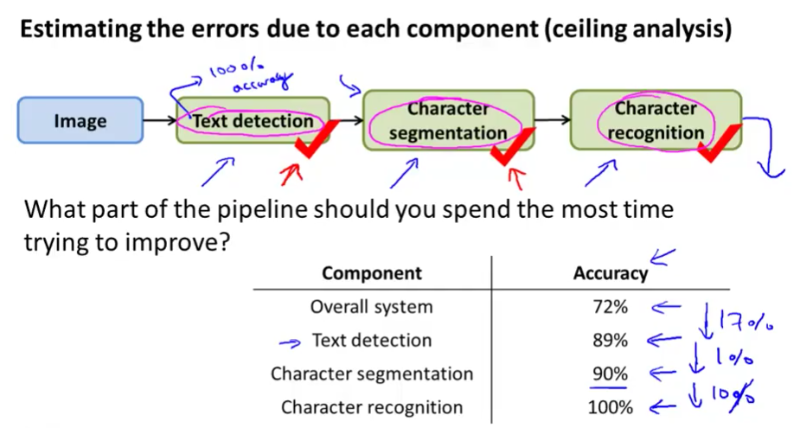 Estimating the errors due to each component (ceiling analysis)
100%
accuracy
Image
Text detection
Character
segmentation
Character
recognition
What part of the pipeline should you spend the most time
trying to improve?
Component Accuracy
Overall system 72%
17%
Text detection 89%
1%
Character segmentation 90%
10%
Character recognition 100%